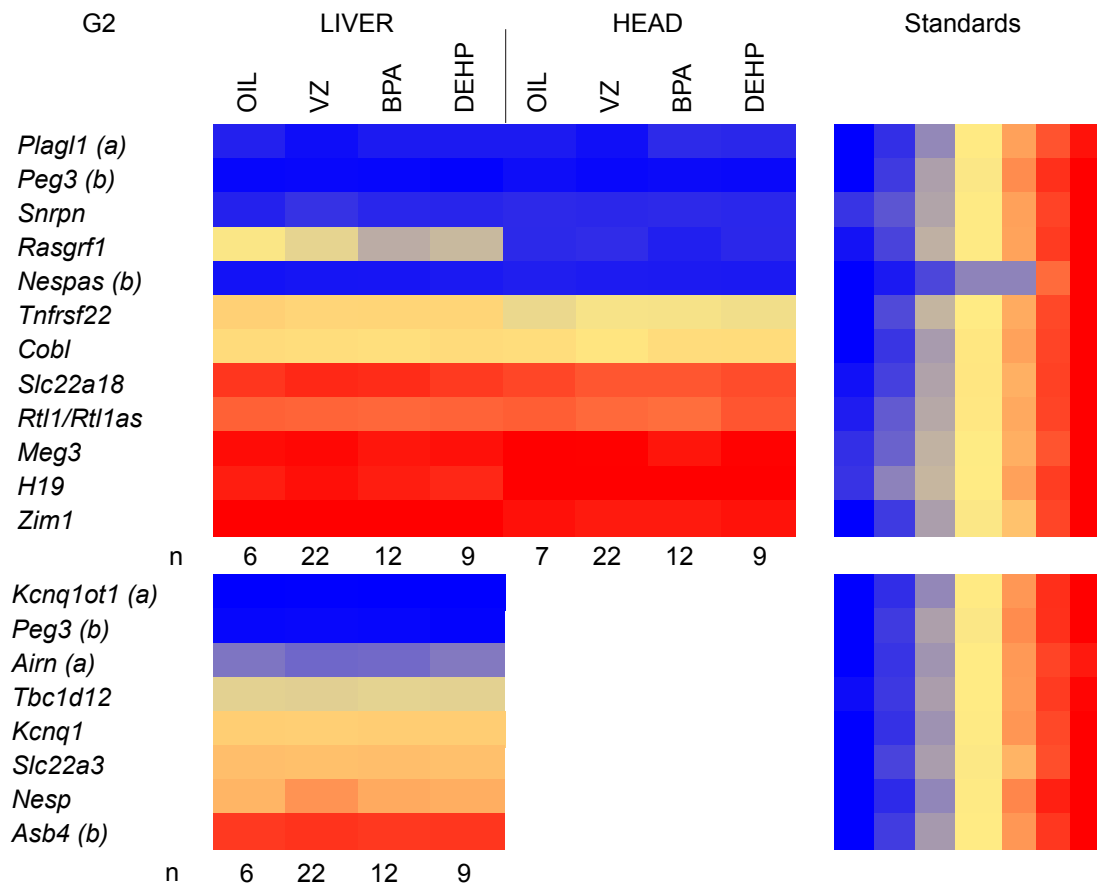 G2 LIVER HEAD Standards
OIL VZ BPA DEHP OIL VZ BPA DEHP
Plagl1 (a)
Peg3 (b)
Snrpn
Rasgrf1
Nespas (b)
Tnfrsf22
Cobl
Slc22a18
Rtl1/Rtl1as
Meg3
H19
Zim1
n 6 22 12 9 7 22 12 9
Kcnq1ot1 (a)
Peg3 (b)
Airn (a)
Tbc1d12
Kcnq1
Slc22a3
Nesp
Asb4 (b)
n 6 22 12 9